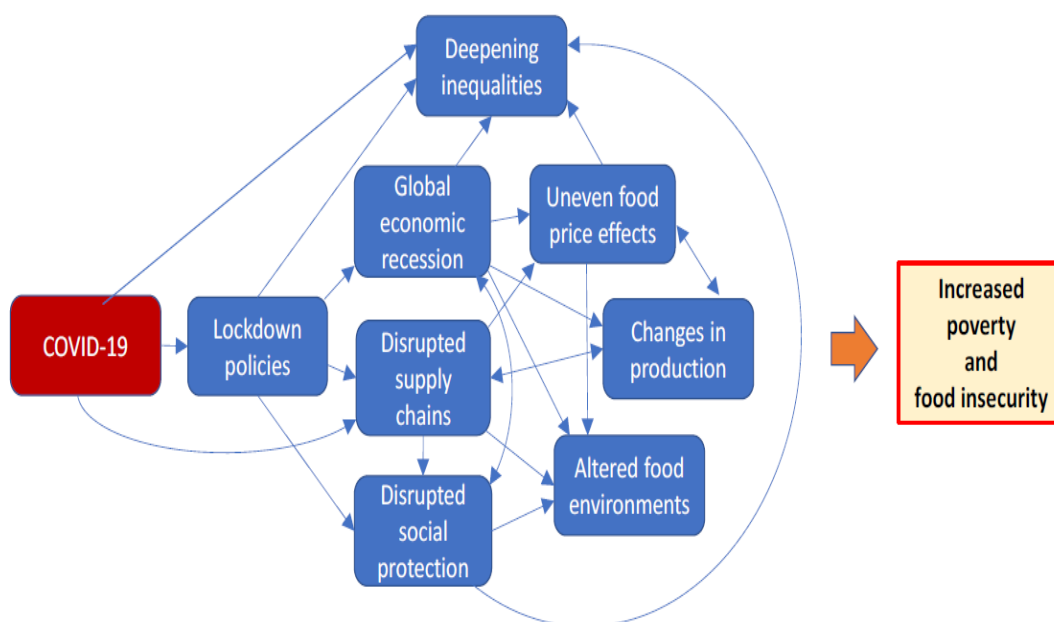 Deepening
inequalities
Global
economic
recession
Uneven food
price effects
COVID-19
Lockdown
policies
Disrupted
supply
chains
Changes in
production
Increased
poverty
and
food insecurity
Disrupted
social
protection
Altered food
environments